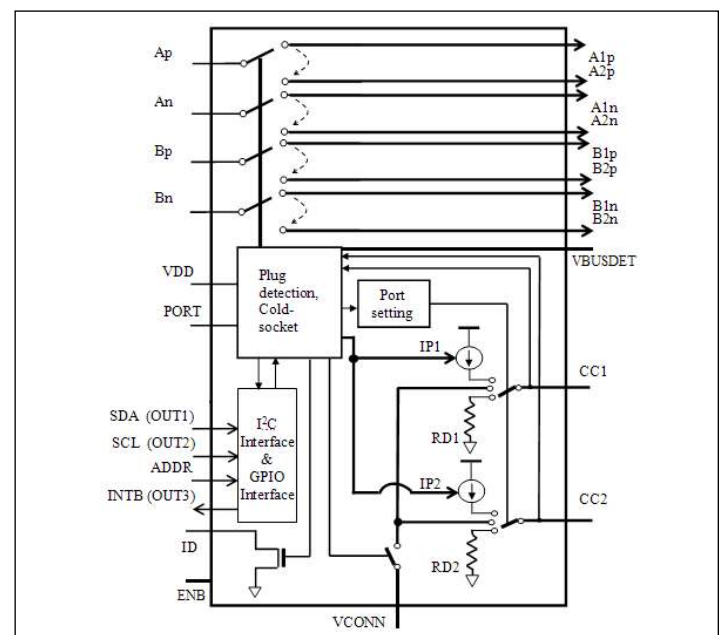 Ap
An
Bp
Bn
A1p
A2p
A1n
A2n
B1p
B2p
B1n
B2n
VBUSDET
VDD
PORT
Plug
detection,
Cold-
socket
Port
setting
IP1
CC1
RD1
SDA (OUT1)
SCL (OUT2)
ADDR
INTB (OUT3)
I²C
Interface
&
GPIO
Interface
IP2
CC2
RD2
ID
ENB
VCONN